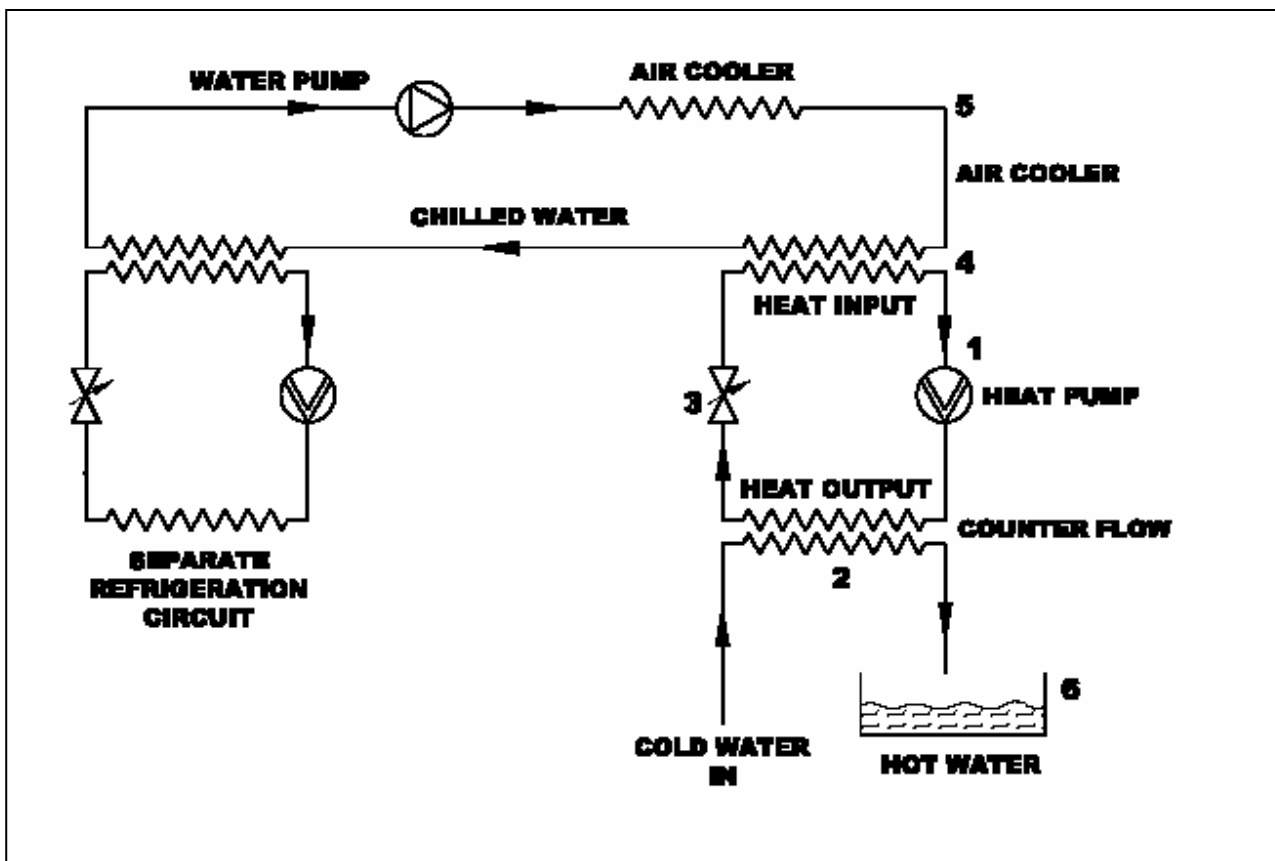 WATER PUMP
AIR COOLER
5
AIR COOLER
CHILLED WATER
4
HEAT INPUT
1
3
HEAT PUMP
HEAT OUTPUT
COUNTER FLOW
2
SEPARATE
REFRIGERATION
CIRCUIT
6
COLD WATER
IN
HOT WATER